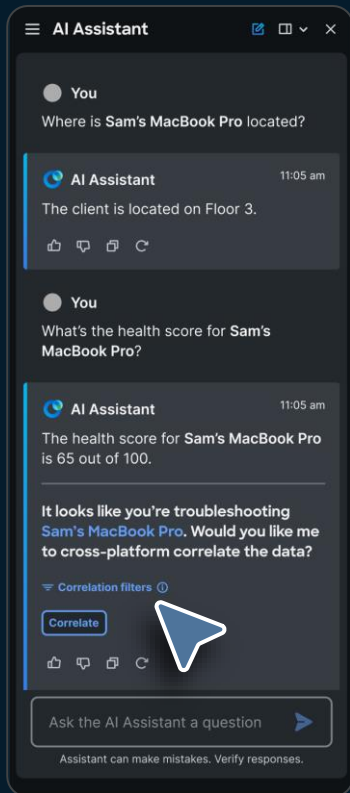 AI Assistant
You
Where is Sam's MacBook Pro located?
AI Assistant
11:05 am
The client is located on Floor 3.
You
What's the health score for Sam's
MacBook Pro?
AI Assistant
11:05 am
The health score for Sam's MacBook Pro
is 65 out of 100.
It looks like you're troubleshooting
Sam's MacBook Pro. Would you like me
to cross-platform correlate the data?
Correlation filters
Correlate
Ask the AI Assistant a question
Assistant can make mistakes. Verify responses.